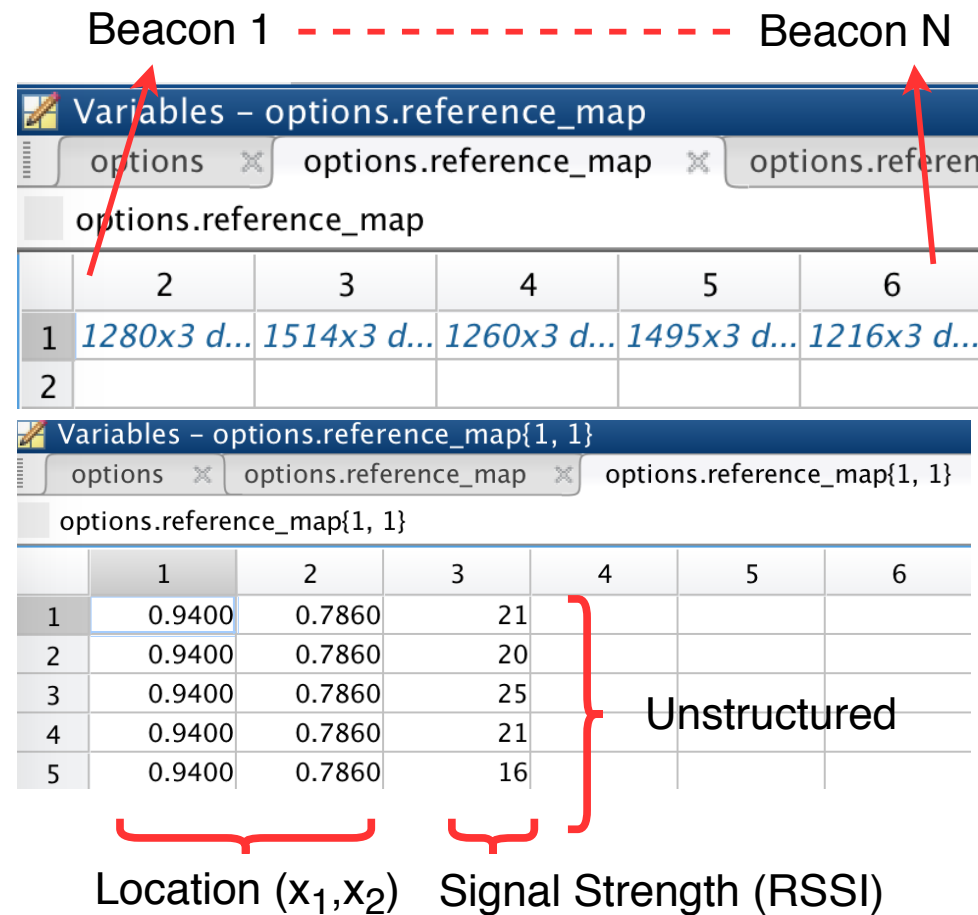 Beacon 1 Beacon N
Variables – options.reference_map
options options.reference_map options.referen
options.reference_map
2 3 4 5 6
1 1280x3 d... 1514x3 d... 1260x3 d... 1495x3 d... 1216x3 d...
2
Variables – options.reference_map{1, 1}
options options.reference_map options.reference_map{1, 1}
options.reference_map{1, 1}
1 2 3 4 5 6
1 0.9400 0.7860 21
2 0.9400 0.7860 20
3 0.9400 0.7860 25
Unstructured
4 0.9400 0.7860 21
5 0.9400 0.7860 16
Location (x₁,x₂) Signal Strength (RSSI)